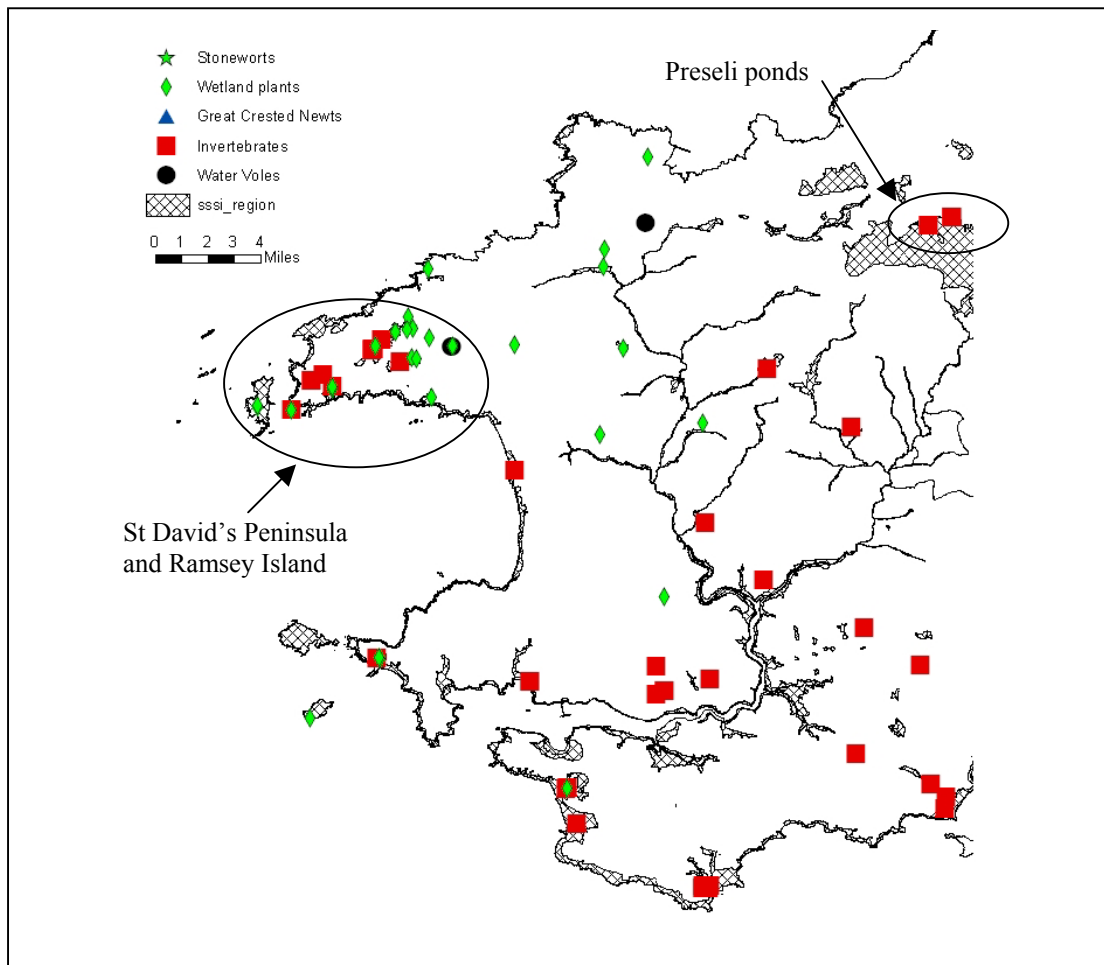 Stoneworts
Wetland plants
Great Crested Newts
Invertebrates
Water Voles
sssi_region
0 1 2 3 4
Miles
Preseli ponds
St David's Peninsula
and Ramsey Island